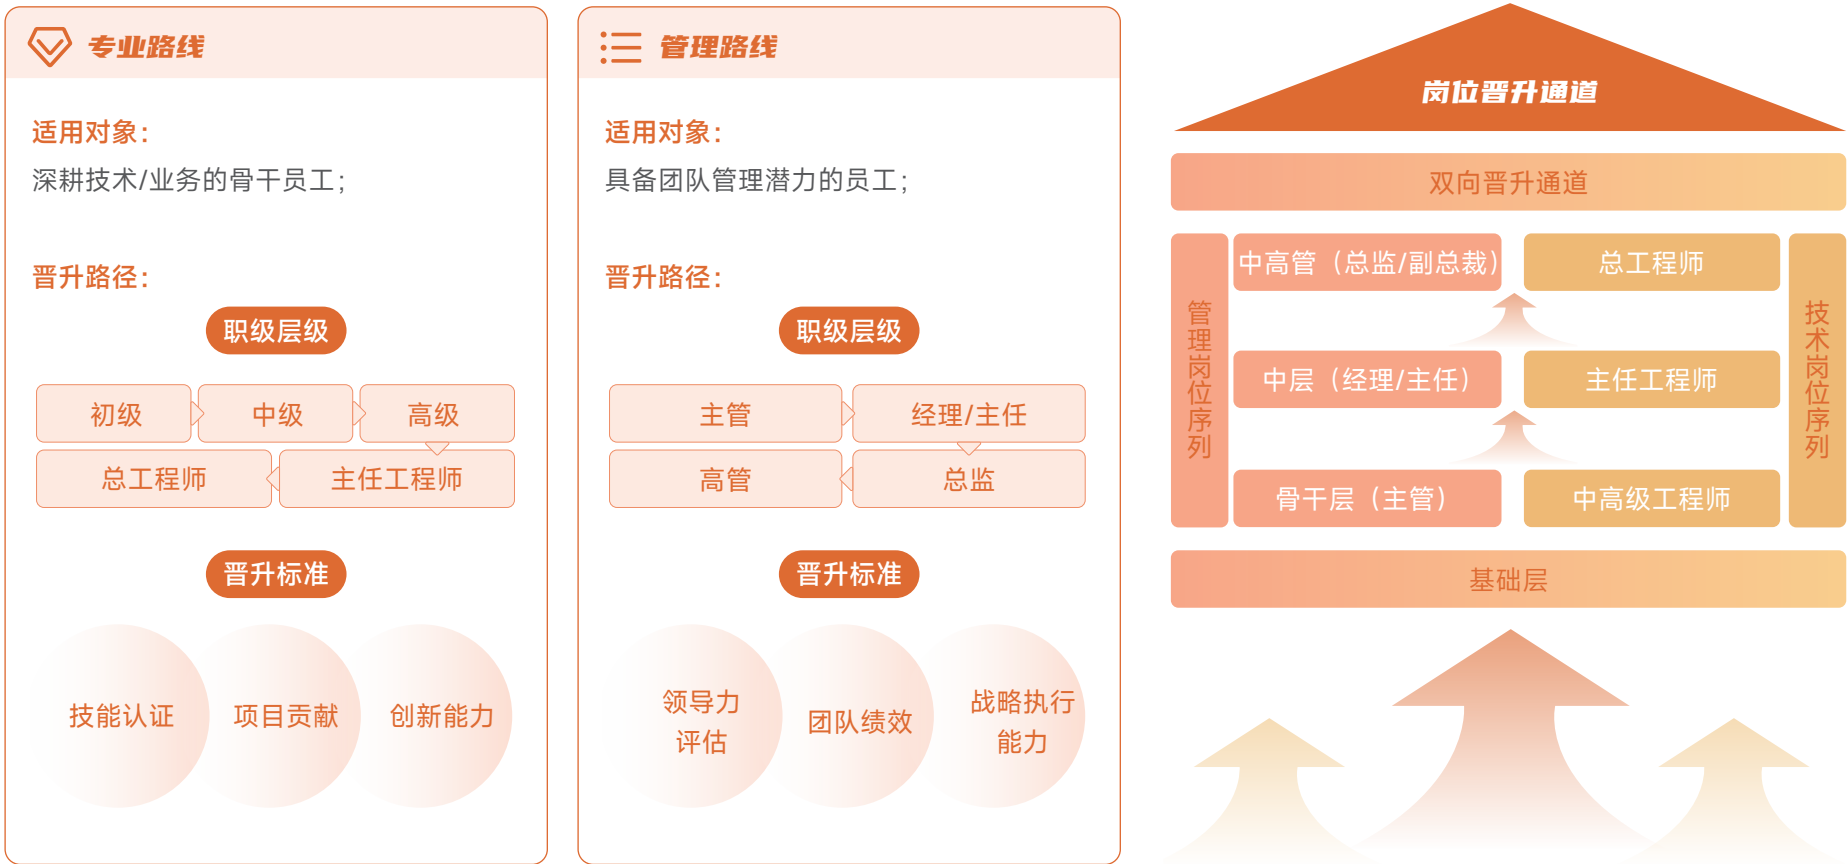 专业路线
适用对象：
深耕技术/业务的骨干员工；
晋升路径：
职级层级
初级
中级
高级
总工程师
主任工程师
晋升标准
技能认证
项目贡献
创新能力
管理路线
适用对象：
具备团队管理潜力的员工；
晋升路径：
职级层级
主管
经理/主任
高管
总监
晋升标准
领导力
评估
团队绩效
战略执行
能力
岗位晋升通道
双向晋升通道
管理岗位序列
中高管（总监/副总裁）
总工程师
中层（经理/主任）
主任工程师
骨干层（主管）
中高级工程师
技术岗位序列
基础层